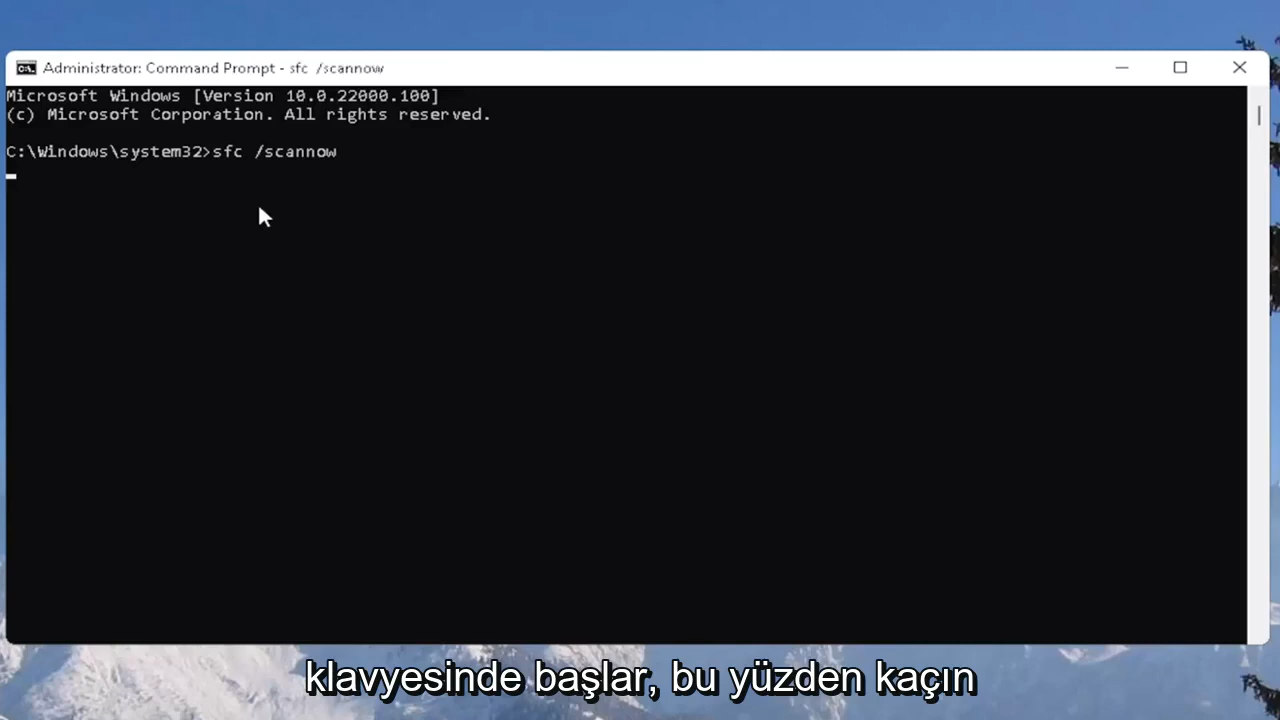 Administrator: Command Prompt - sfc /scannow
Microsoft Windows [Version 10.0.22000.100]
(c) Microsoft Corporation. All rights reserved.
C:\Windows\system32>sfc /scannow
klavyesinde başlar, bu yüzden kaçın